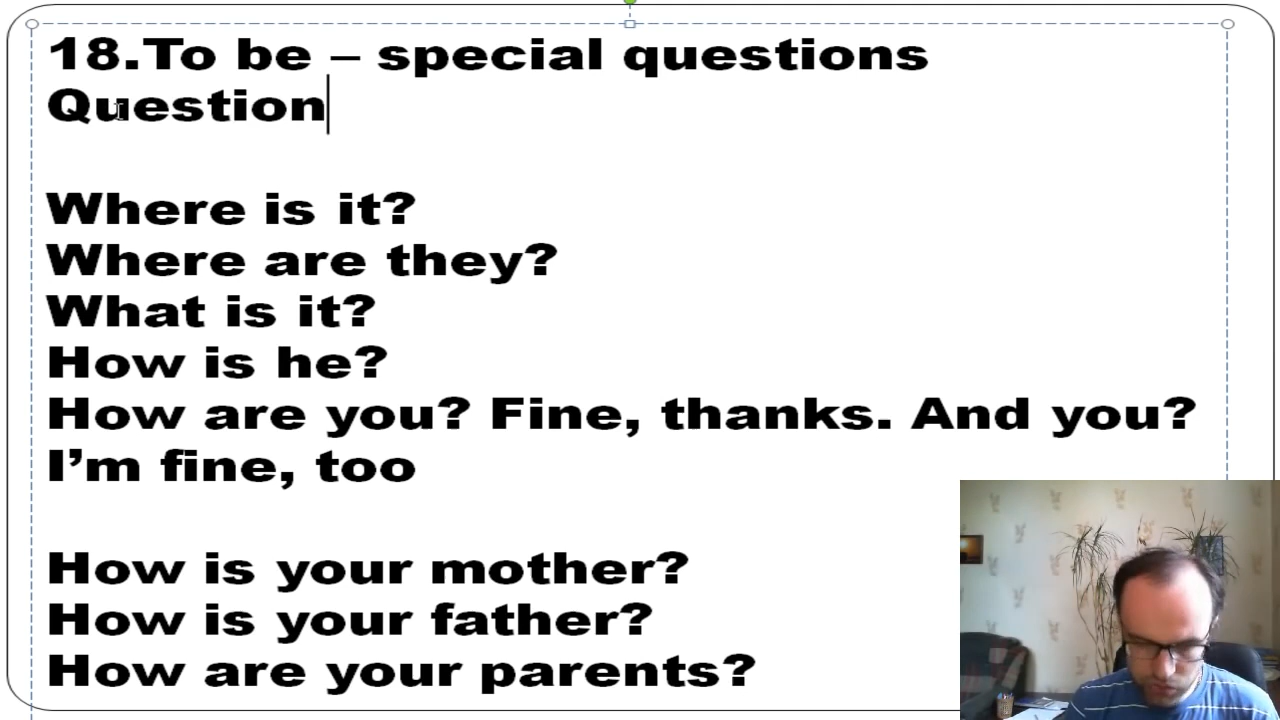 18.To be – special questions
Question
Where is it?
Where are they?
What is it?
How is he?
How are you? Fine, thanks. And you?
I’m fine, too
How is your mother?
How is your father?
How are your parents?